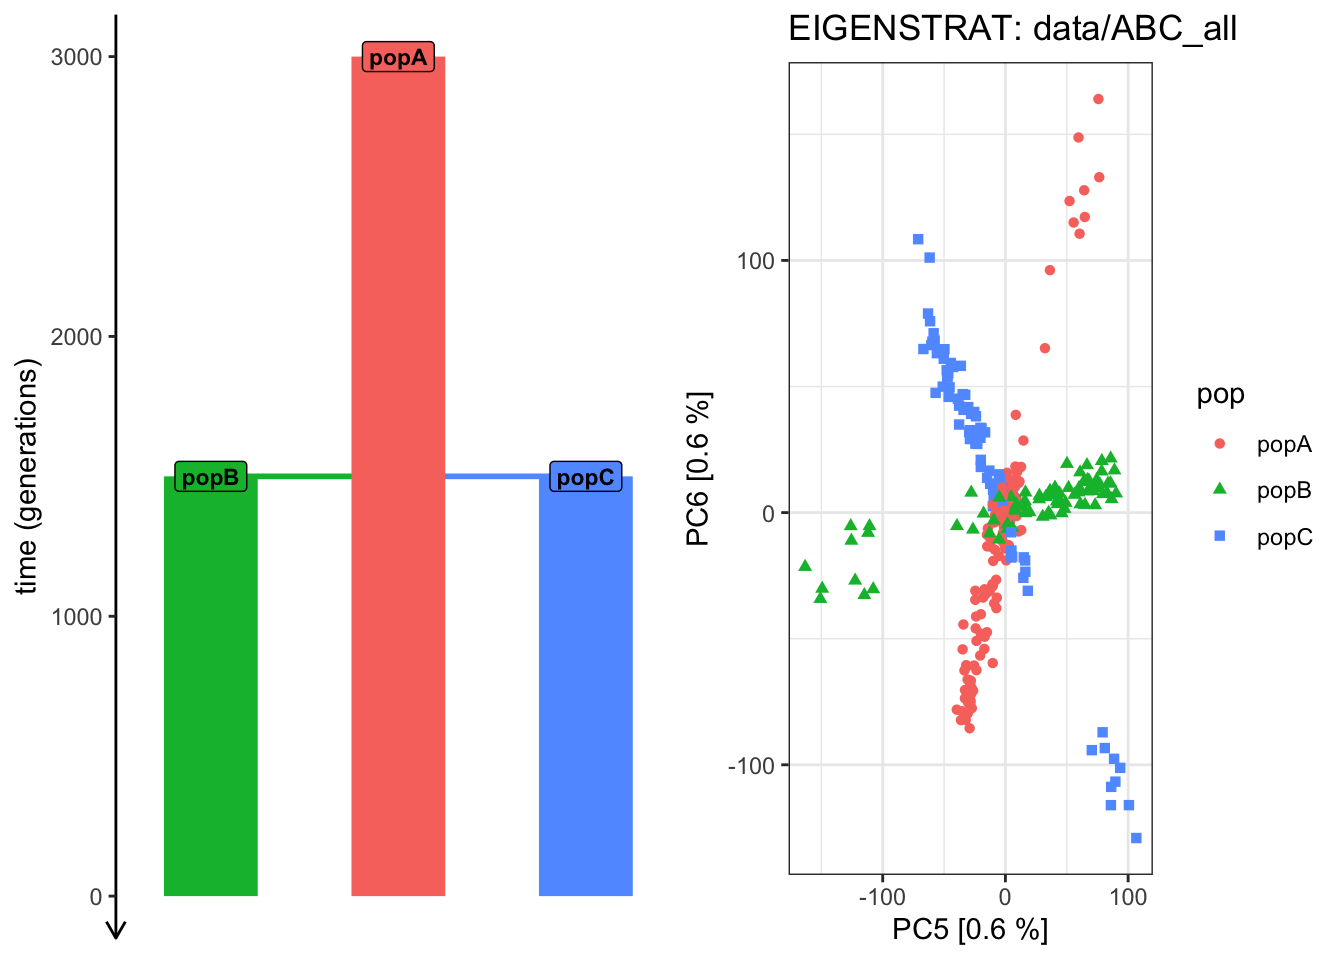 time (generations)
3000
2000
1000
0
popA
popB
popC
EIGENSTRAT: data/ABC_all
PC6 [0.6 %]
100
0
-100
-100
0
100
PC5 [0.6 %]
pop
popA
popB
popC